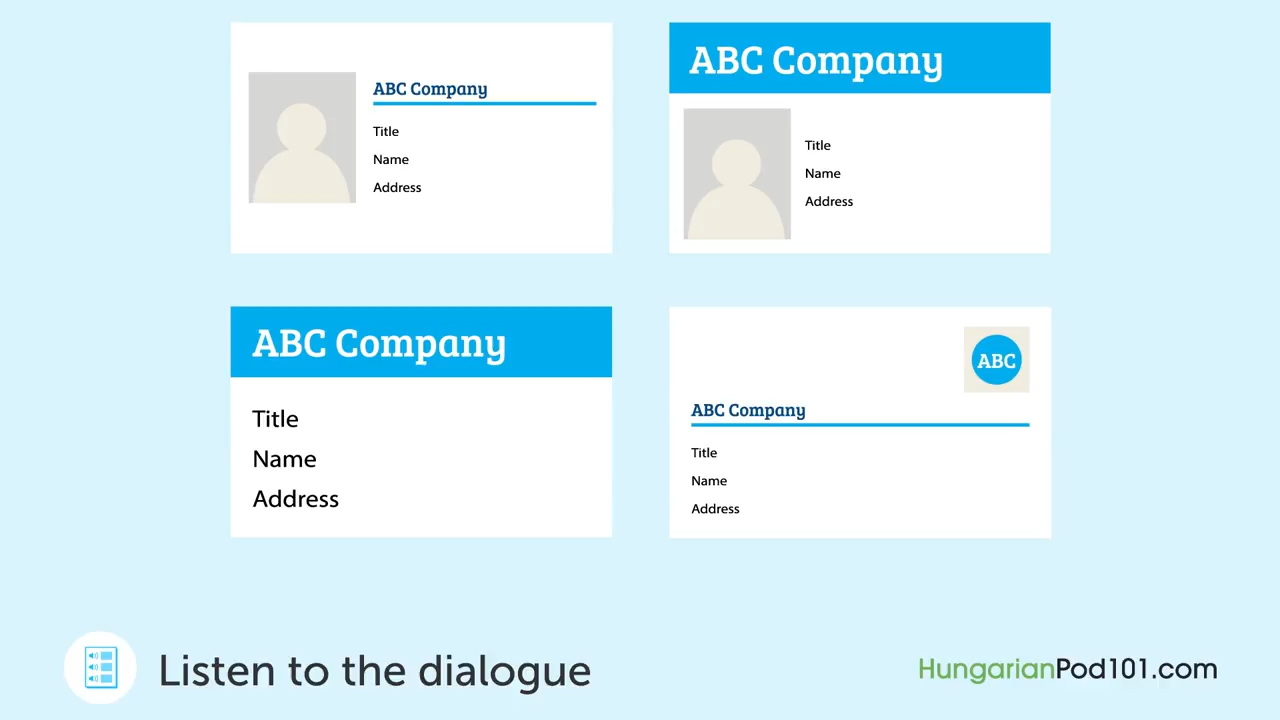 ABC Company
Title
Name
Address
ABC Company
Title
Name
Address
ABC Company
Title
Name
Address
ABC
ABC Company
Title
Name
Address
Listen to the dialogue
HungarianPod101.com